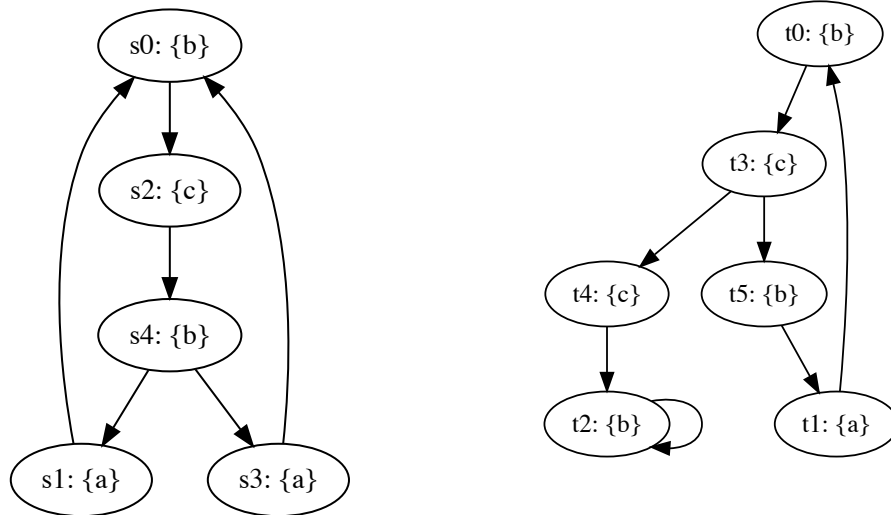 s0: {b}
s2: {c}
s4: {b}
s1: {a}
s3: {a}
t0: {b}
t3: {c}
t4: {c}
t5: {b}
t2: {b}
t1: {a}